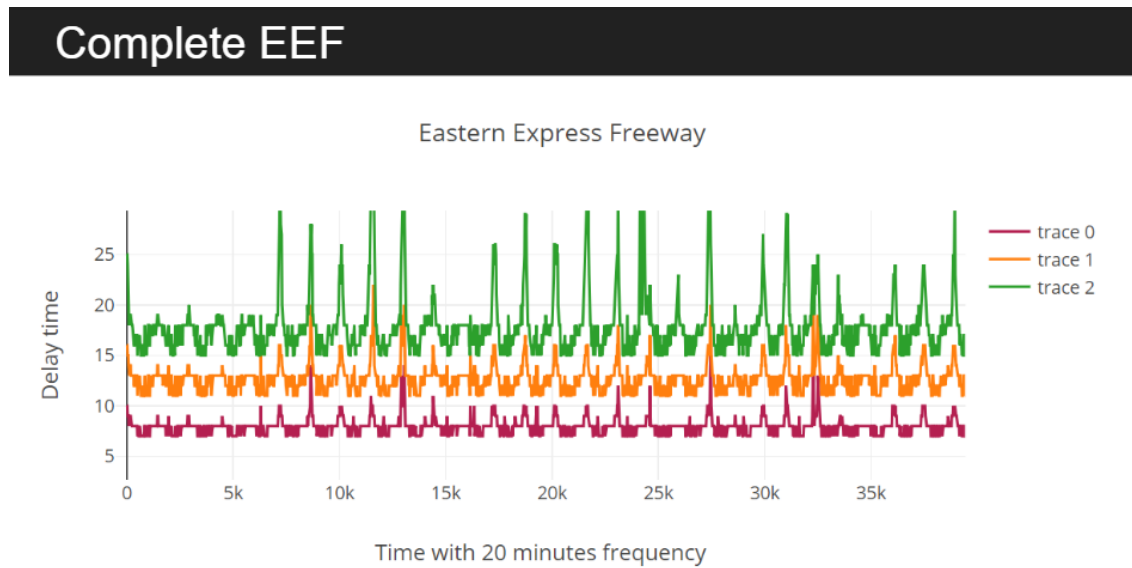 Complete EEF
Eastern Express Freeway
25
20
15
10
5
Delay time
0 5k 10k 15k 20k 25k 30k 35k
Time with 20 minutes frequency
trace 0
trace 1
trace 2